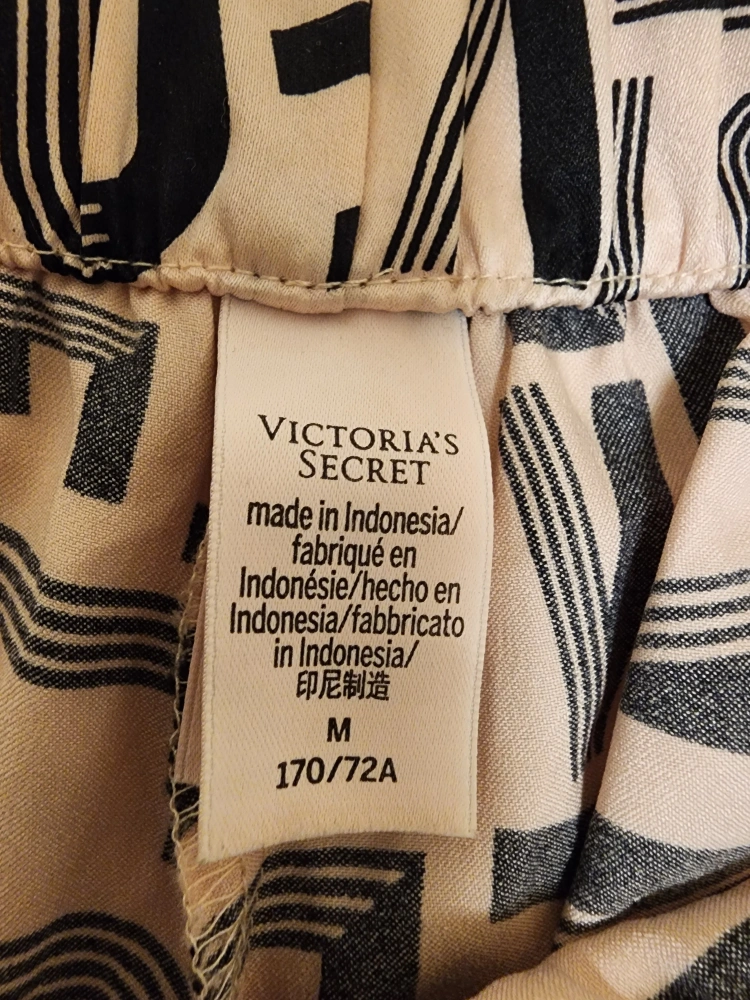 VICTORIA'S
SECRET
made in Indonesia/
fabriqué en
Indonésie/hecho en
Indonesia/fabbricato
in Indonesia/
印尼制造
M
170/72A